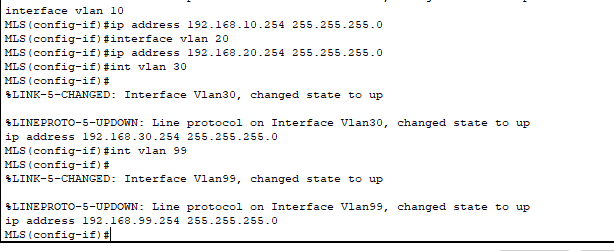 interface vlan 10
MLS(config-if)#ip address 192.168.10.254 255.255.255.0
MLS(config-if)#interface vlan 20
MLS(config-if)#ip address 192.168.20.254 255.255.255.0
MLS(config-if)#int vlan 30
MLS(config-if)#
%LINK-5-CHANGED: Interface Vlan30, changed state to up
%LINEPROTO-5-UPDOWN: Line protocol on Interface Vlan30, changed state to up
ip address 192.168.30.254 255.255.255.0
MLS(config-if)#int vlan 99
MLS(config-if)#
%LINK-5-CHANGED: Interface Vlan99, changed state to up
%LINEPROTO-5-UPDOWN: Line protocol on Interface Vlan99, changed state to up
ip address 192.168.99.254 255.255.255.0
MLS(config-if)#